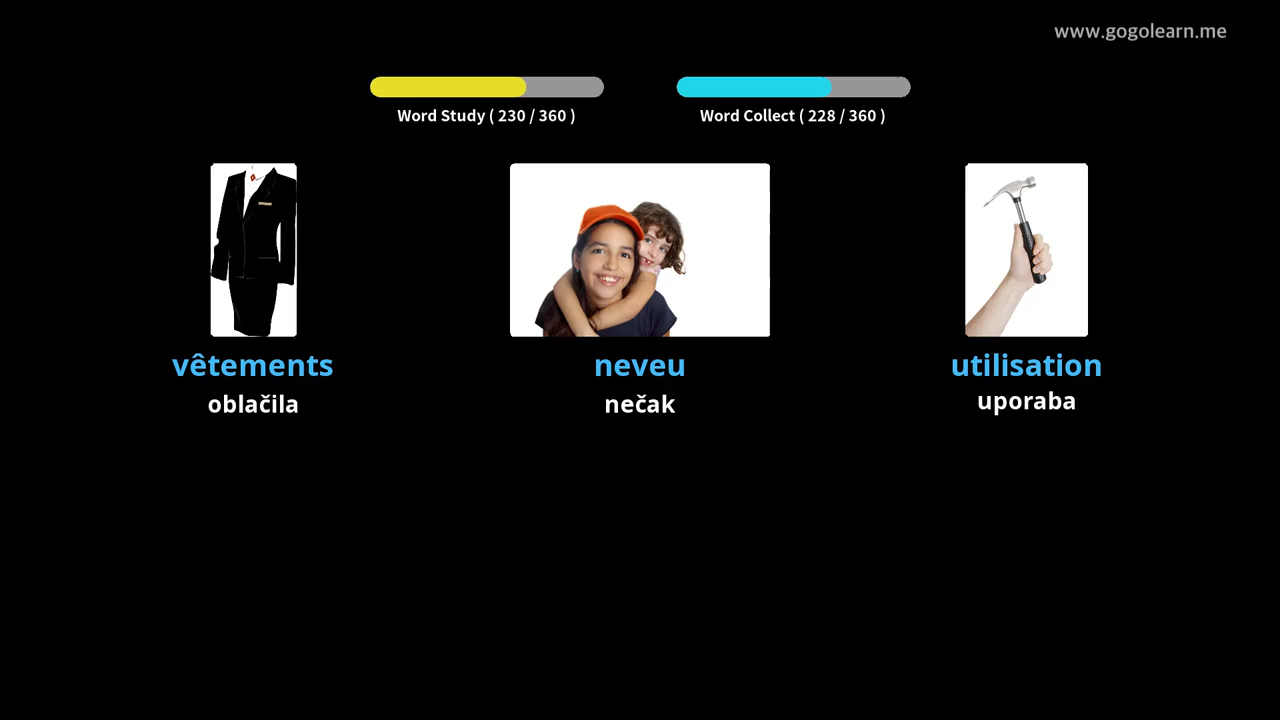 www.gogolearn.me
Word Study ( 230 / 360 )
Word Collect ( 228 / 360 )
vêtements
oblačila
neveu
nečak
utilisation
uporaba